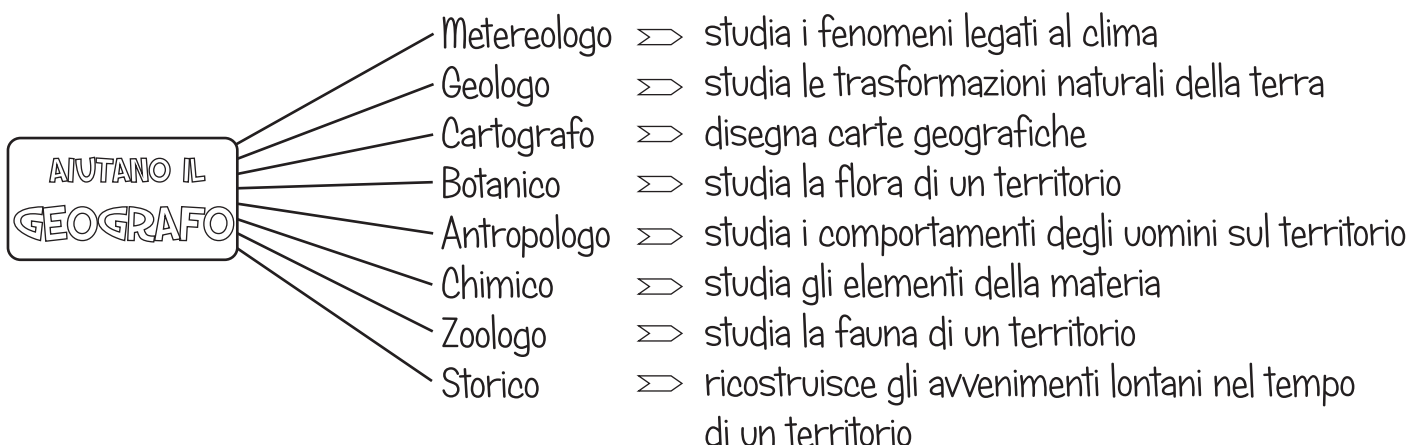 AIUTANO IL
GEOGRAFO
Metereologo studia i fenomeni legati al clima
Geologo studia le trasformazioni naturali della terra
Cartografo disegna carte geografiche
Botanico studia la flora di un territorio
Antropologo studia i comportamenti degli uomini sul territorio
Chimico studia gli elementi della materia
Zoologo studia la fauna di un territorio
Storico ricostruisce gli avvenimenti lontani nel tempo
di un territorio